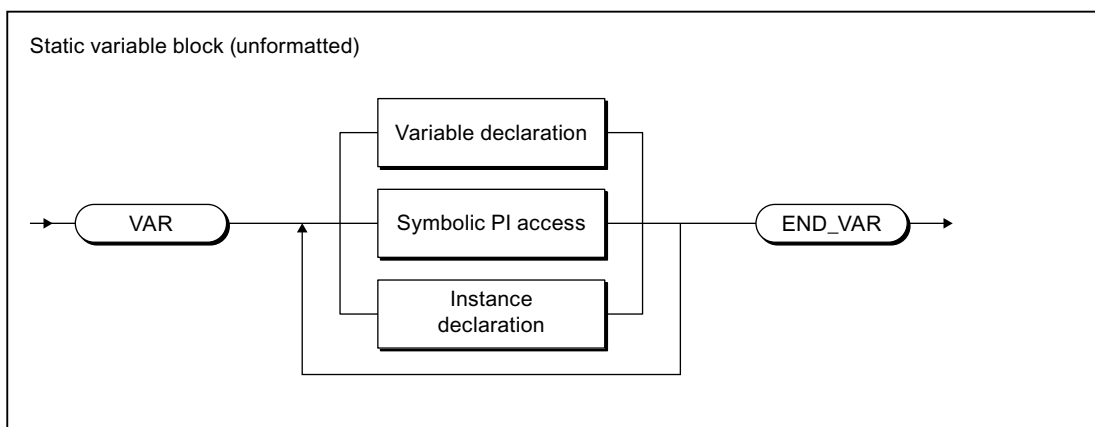 Static variable block (unformatted)
Variable declaration
VAR
Symbolic PI access
END_VAR
Instance
declaration